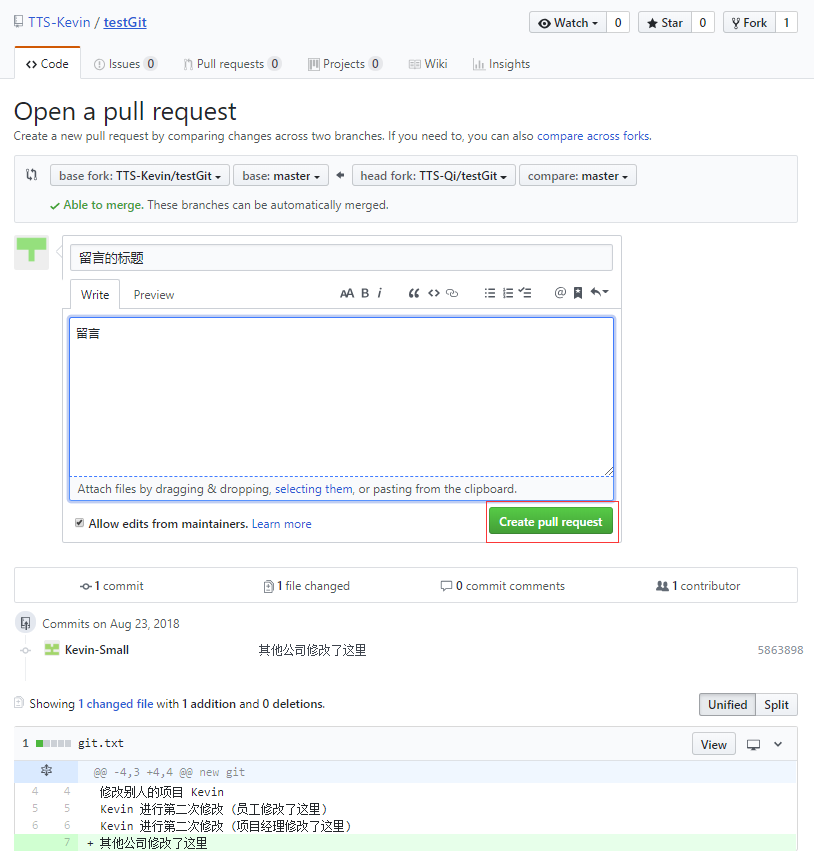 TTS-Kevin / testGit
Watch 0 Star 0 Fork 1
Code Issues 0 Pull requests 0 Projects 0 Wiki Insights
Open a pull request
Create a new pull request by comparing changes across two branches. If you need to, you can also compare across forks.
base fork: TTS-Kevin/testGit base: master head fork: TTS-Qi/testGit compare: master
Able to merge. These branches can be automatically merged.
留言的标题
Write Preview AA B i
留言
Attach files by dragging & dropping, selecting them, or pasting from the clipboard.
Allow edits from maintainers. Learn more Create pull request
1 commit 1 file changed 0 commit comments 1 contributor
Commits on Aug 23, 2018
Kevin-Small 其他公司修改了这里 5863898
Showing 1 changed file with 1 addition and 0 deletions. Unified Split
1 git.txt View
@@ -4,3 +4,4 @@ new git
4 4 修改别人的项目 Kevin
5 5 Kevin 进行第二次修改（员工修改了这里）
6 6 Kevin 进行第二次修改（项目经理修改了这里）
7 + 其他公司修改了这里